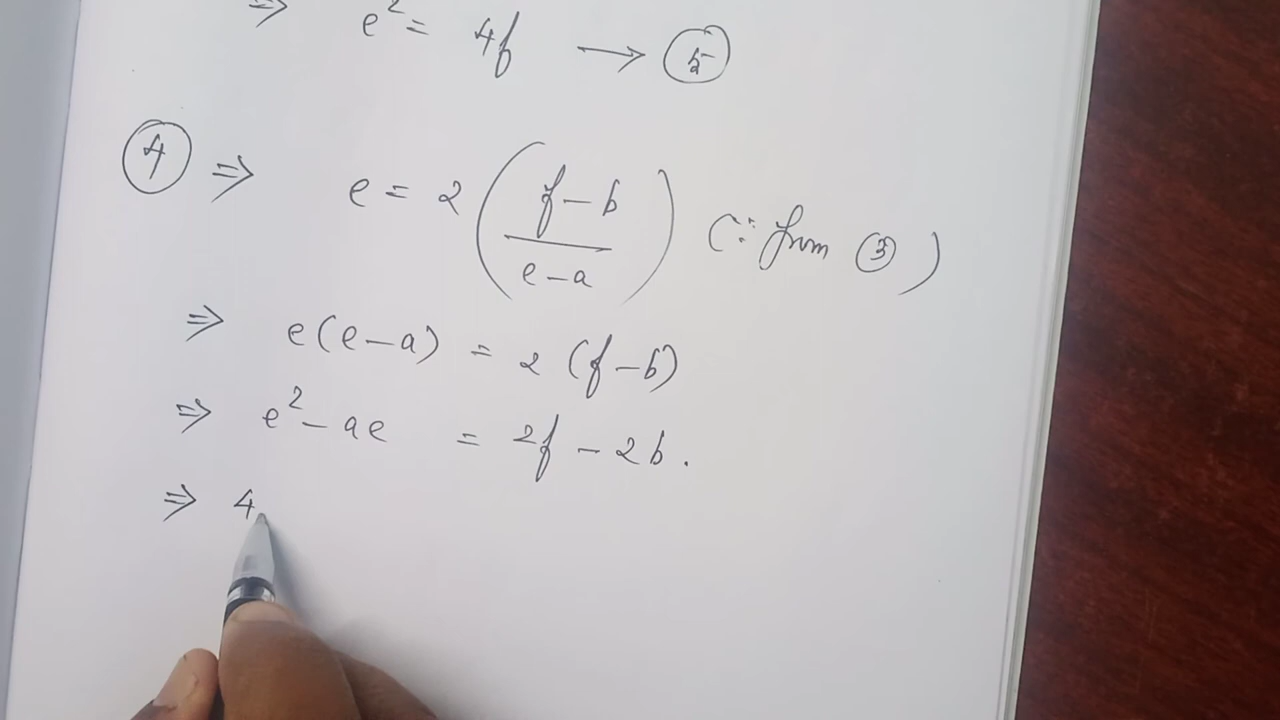 ⇒ e² = 4f → ⑤
④ ⇒ e = 2 ( (f-b)/(e-a) ) (∵ from ③)
⇒ e(e-a) = 2(f-b)
⇒ e² - ae = 2f - 2b.
⇒ 4